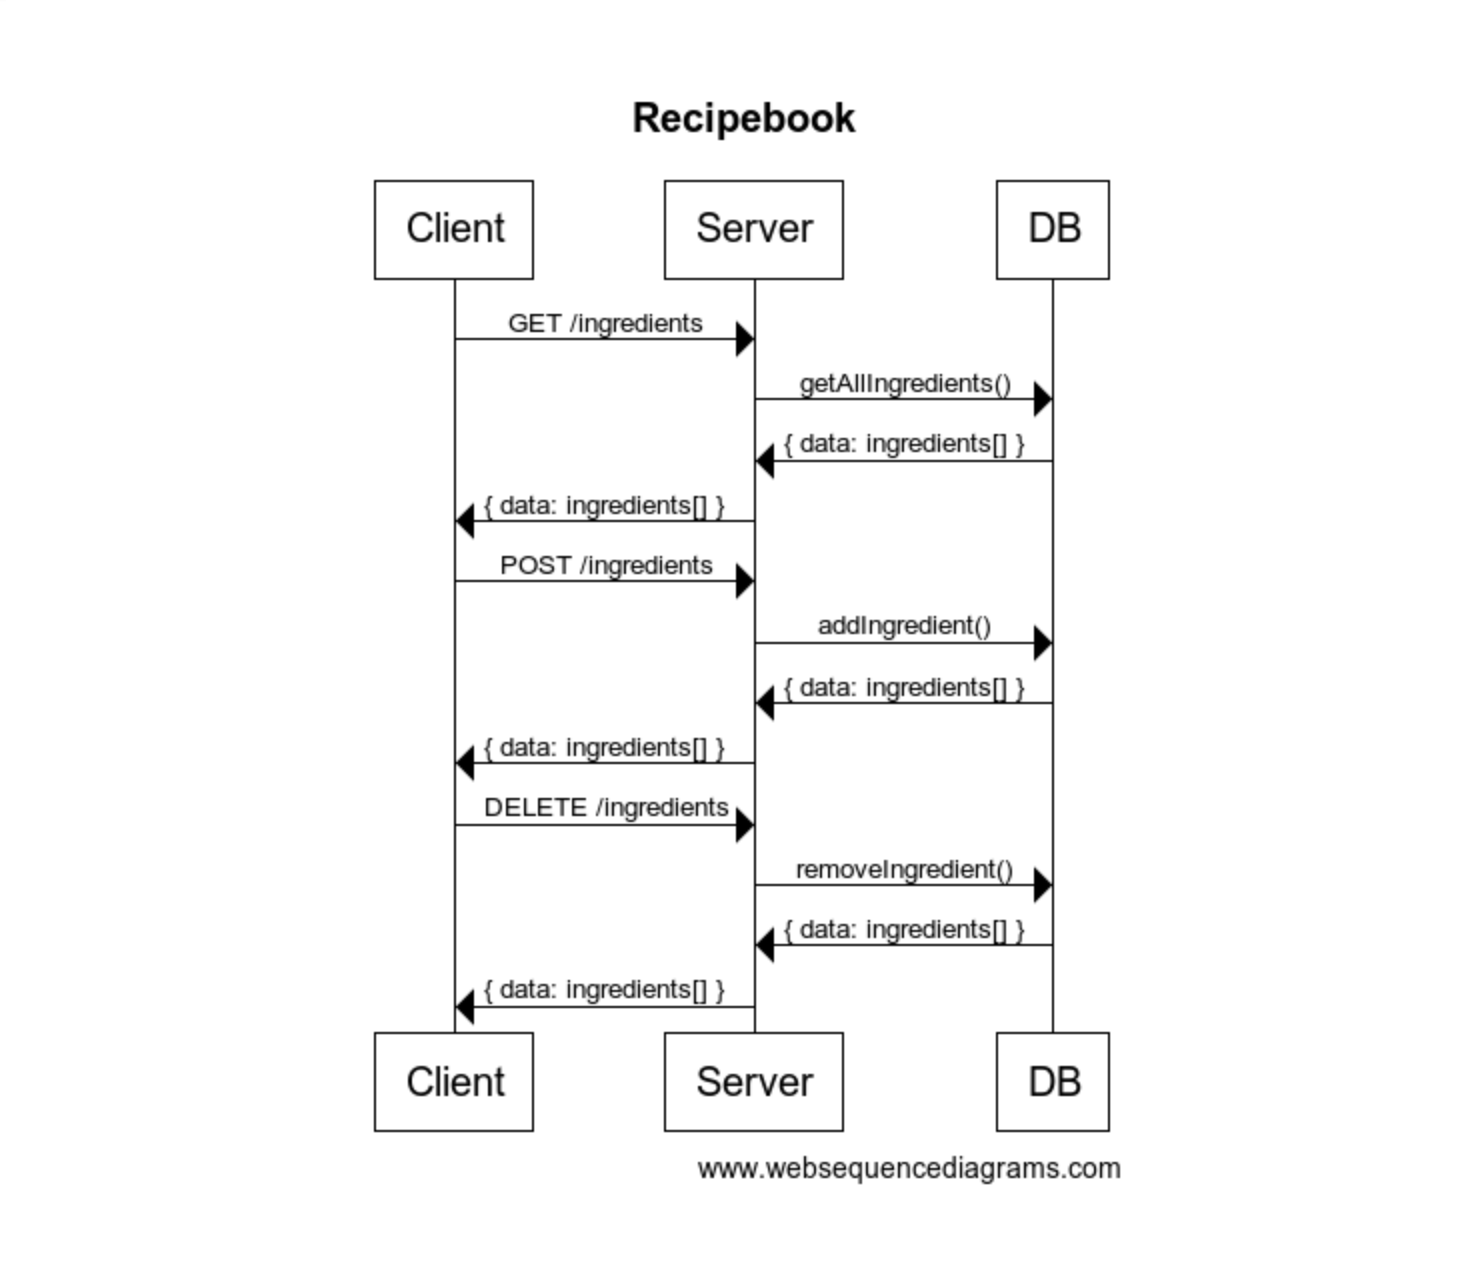 Recipebook
Client
Server
DB
GET /ingredients
getAllIngredients()
{ data: ingredients[] }
{ data: ingredients[] }
POST /ingredients
addIngredient()
{ data: ingredients[] }
{ data: ingredients[] }
DELETE /ingredients
removeIngredient()
{ data: ingredients[] }
{ data: ingredients[] }
Client
Server
DB
www.websequencediagrams.com